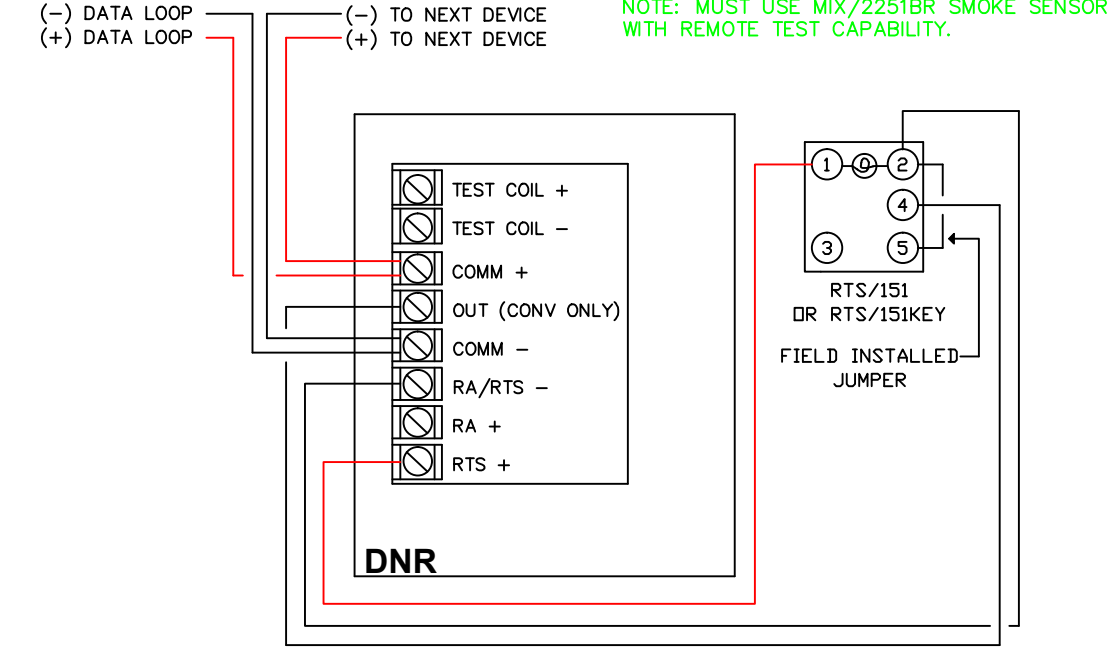 (-) DATA LOOP
(+) DATA LOOP
(-) TO NEXT DEVICE
(+) TO NEXT DEVICE
NOTE: MUST USE MIX/2251BR SMOKE SENSOR
WITH REMOTE TEST CAPABILITY.
TEST COIL +
TEST COIL -
COMM +
OUT (CONV ONLY)
COMM -
RA/RTS -
RA +
RTS +
DNR
1
2
4
3
5
RTS/151
OR RTS/151KEY
FIELD INSTALLED
JUMPER